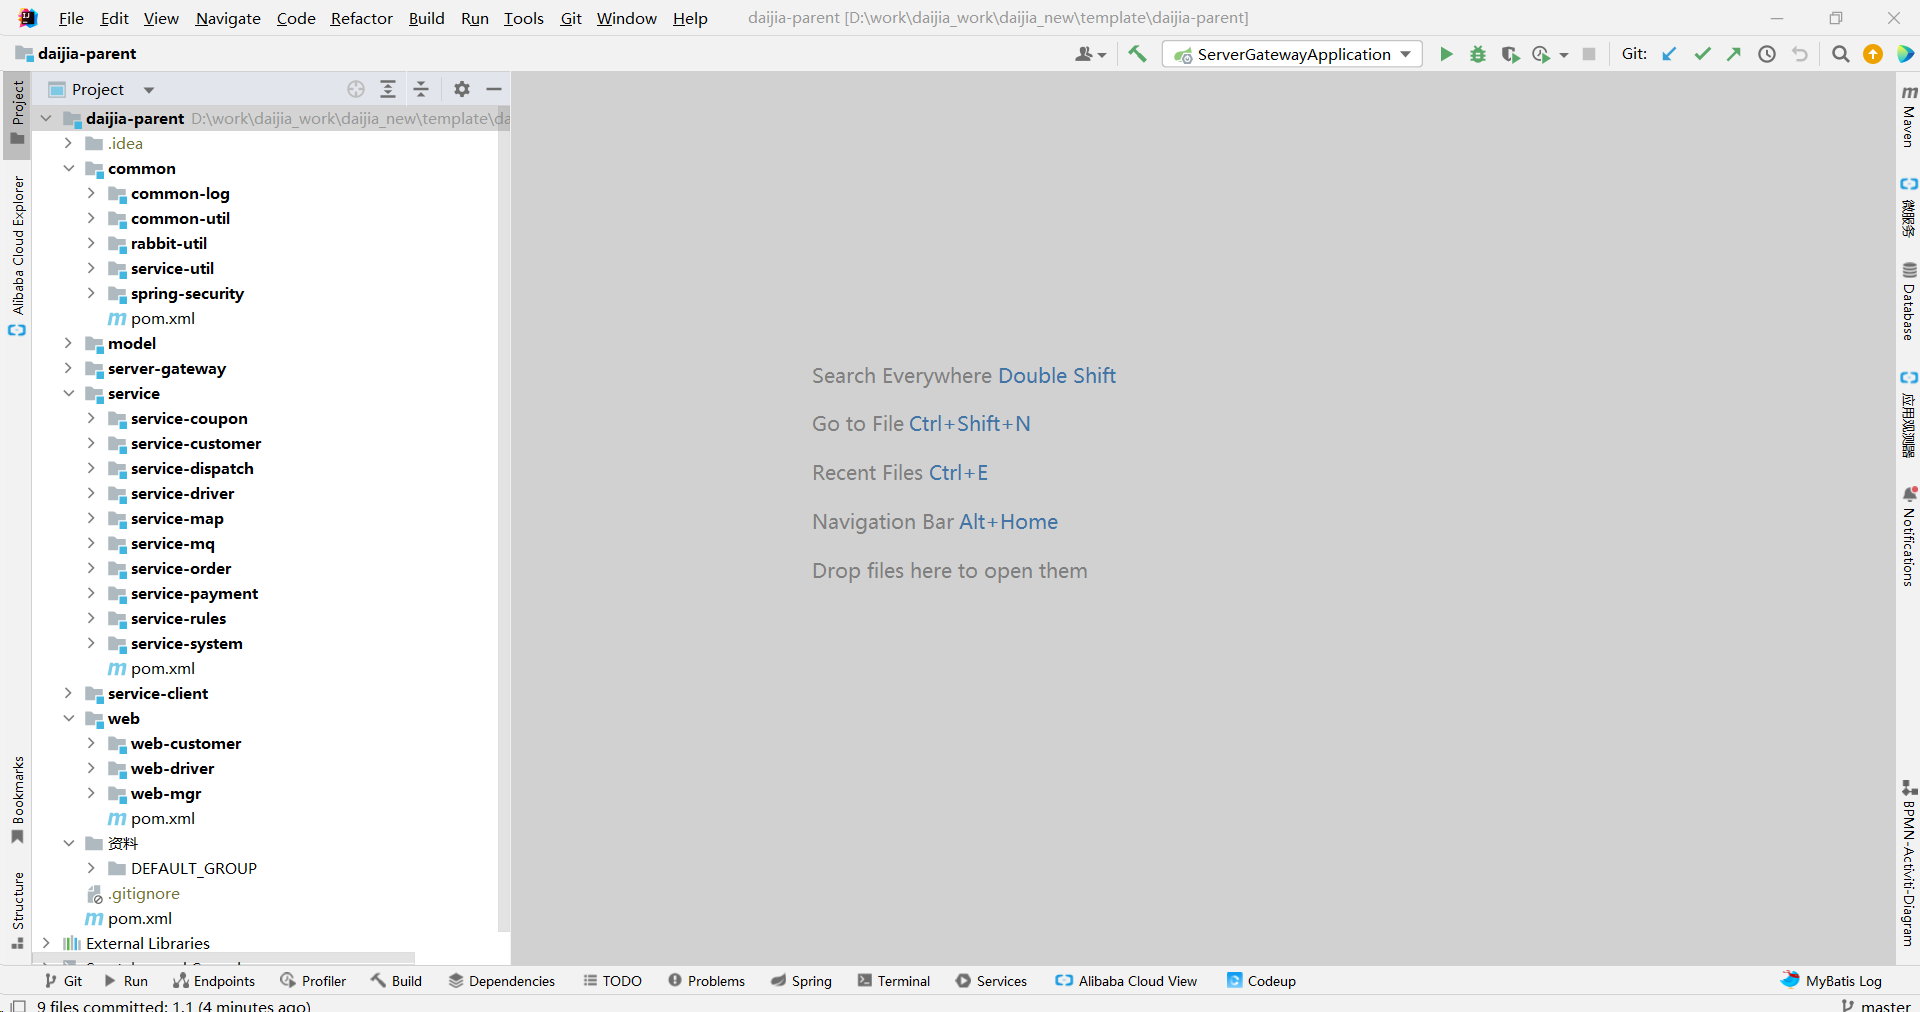 File Edit View Navigate Code Refactor Build Run Tools Git Window Help daijia-parent [D:\work\daijia_work\daijia_new\template\daijia-parent]
daijia-parent ServerGatewayApplication Git:
Project
daijia-parent D:\work\daijia_work\daijia_new\template\da
.idea
common
common-log
common-util
rabbit-util
service-util
spring-security
pom.xml
model
server-gateway
service
service-coupon
service-customer
service-dispatch
service-driver
service-map
service-mq
service-order
service-payment
service-rules
service-system
pom.xml
service-client
web
web-customer
web-driver
web-mgr
pom.xml
资料
DEFAULT_GROUP
.gitignore
pom.xml
External Libraries
Project
Alibaba Cloud Explorer
Bookmarks
Structure
Search Everywhere Double Shift
Go to File Ctrl+Shift+N
Recent Files Ctrl+E
Navigation Bar Alt+Home
Drop files here to open them
Maven
微服务
Database
应用观测器
Notifications
BPMN-Activiti-Diagram
Git Run Endpoints Profiler Build Dependencies TODO Problems Spring Terminal Services Alibaba Cloud View Codeup MyBatis Log
9 files committed: 1.1 (4 minutes ago) master